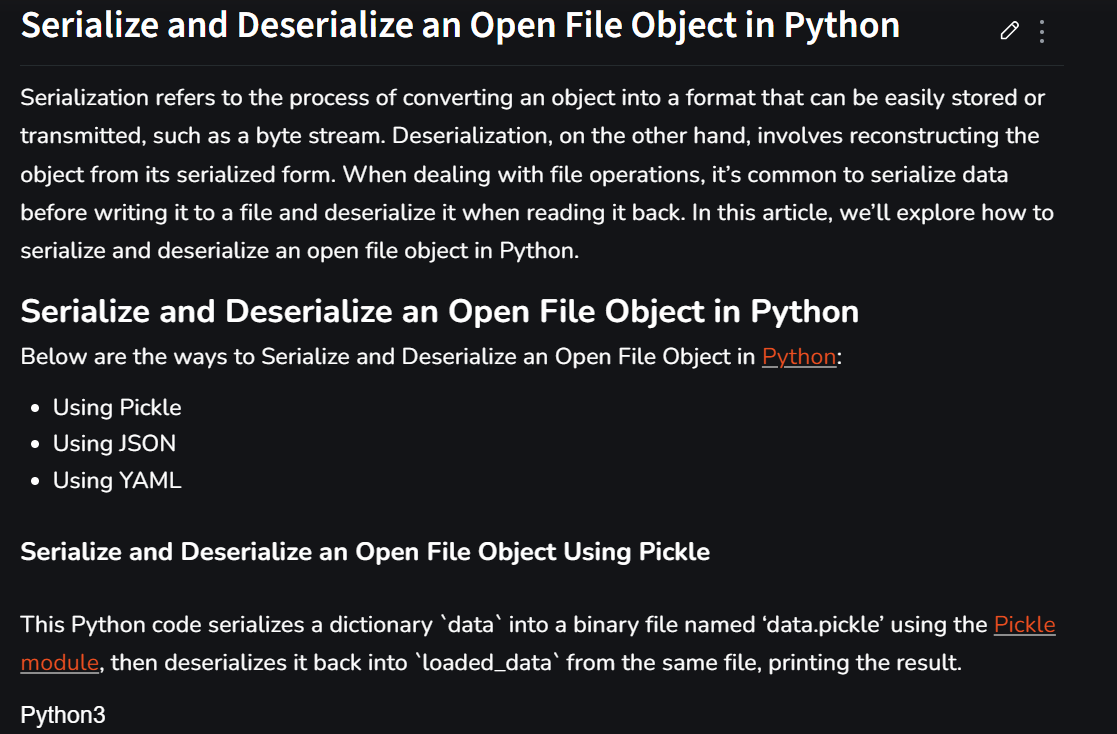 Serialize and Deserialize an Open File Object in Python
Serialization refers to the process of converting an object into a format that can be easily stored or
transmitted, such as a byte stream. Deserialization, on the other hand, involves reconstructing the
object from its serialized form. When dealing with file operations, it’s common to serialize data
before writing it to a file and deserialize it when reading it back. In this article, we’ll explore how to
serialize and deserialize an open file object in Python.
Serialize and Deserialize an Open File Object in Python
Below are the ways to Serialize and Deserialize an Open File Object in Python:
• Using Pickle
• Using JSON
• Using YAML
Serialize and Deserialize an Open File Object Using Pickle
This Python code serializes a dictionary `data` into a binary file named ‘data.pickle’ using the Pickle
module, then deserializes it back into `loaded_data` from the same file, printing the result.
Python3